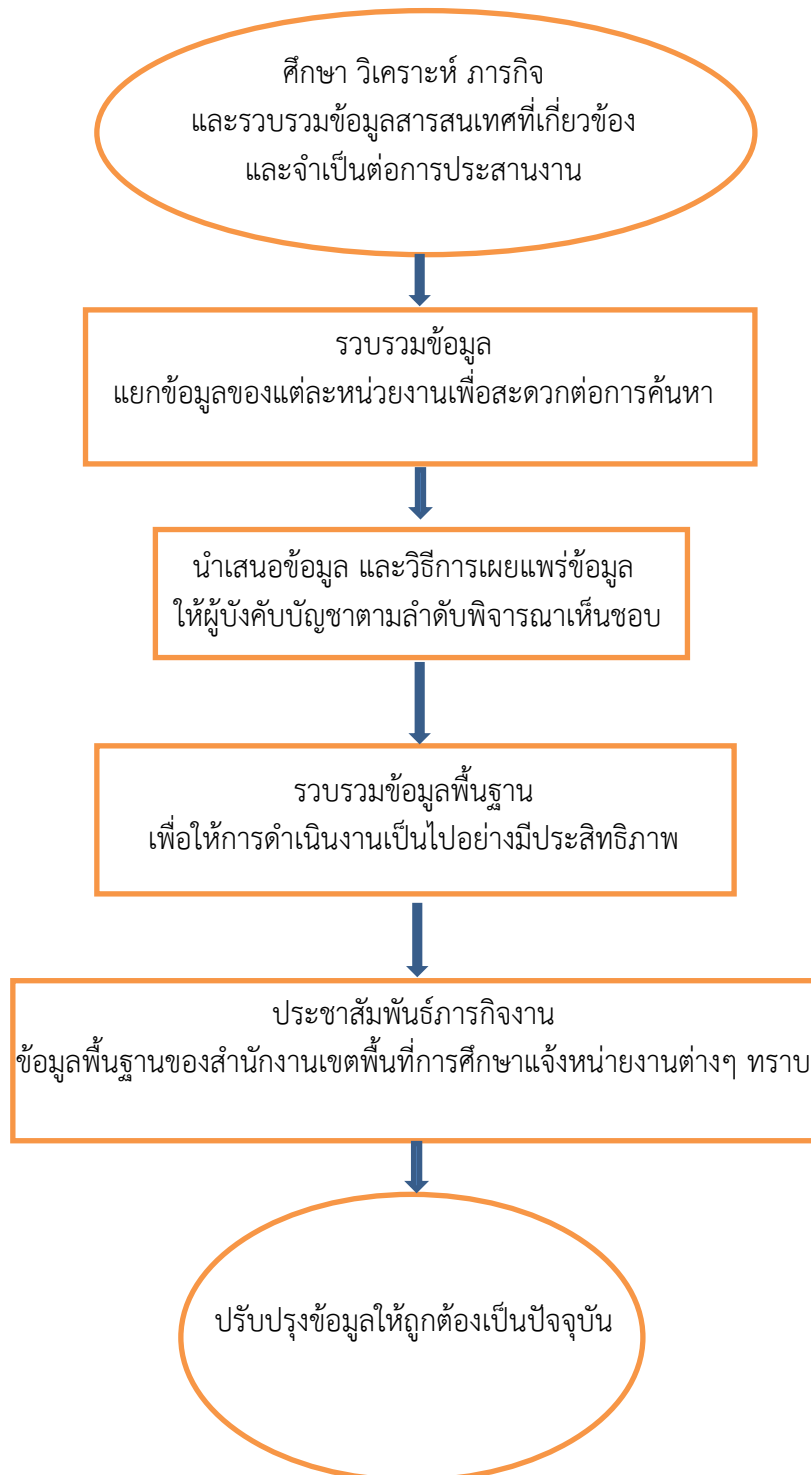 ศึกษา วิเคราะห์ ภารกิจ
และรวบรวมข้อมูลสารสนเทศที่เกี่ยวข้อง
และจำเป็นต่อการประสานงาน
รวบรวมข้อมูล
แยกข้อมูลของแต่ละหน่วยงานเพื่อสะดวกต่อการค้นหา
นำเสนอข้อมูล และวิธีการเผยแพร่ข้อมูล
ให้ผู้บังคับบัญชาตามลำดับพิจารณาเห็นชอบ
รวบรวมข้อมูลพื้นฐาน
เพื่อให้การดำเนินงานเป็นไปอย่างมีประสิทธิภาพ
ประชาสัมพันธ์ภารกิจงาน
ข้อมูลพื้นฐานของสำนักงานเขตพื้นที่การศึกษาแจ้งหน่ายงานต่างๆ ทราบ
ปรับปรุงข้อมูลให้ถูกต้องเป็นปัจจุบัน